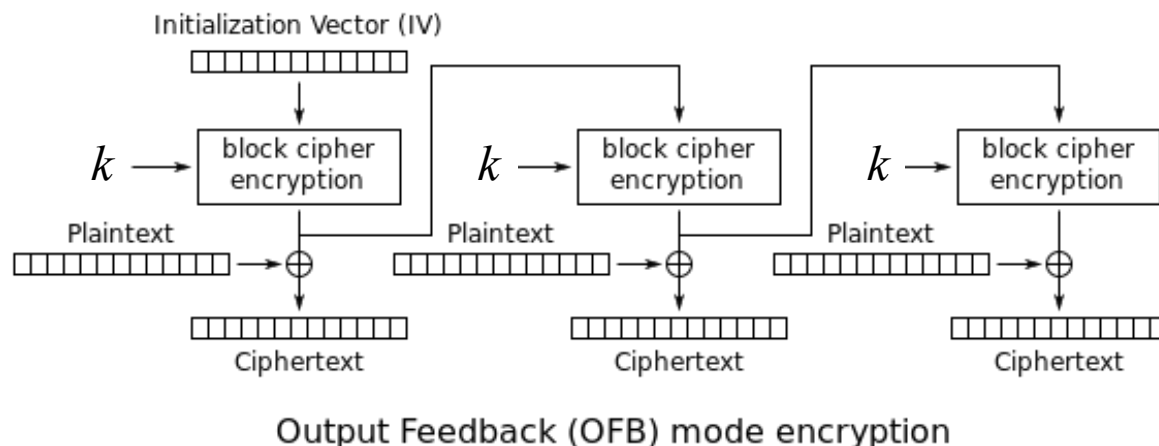 Initialization Vector (IV)
k
block cipher
encryption
k
block cipher
encryption
k
block cipher
encryption
Plaintext
Plaintext
Plaintext
Ciphertext
Ciphertext
Ciphertext
Output Feedback (OFB) mode encryption